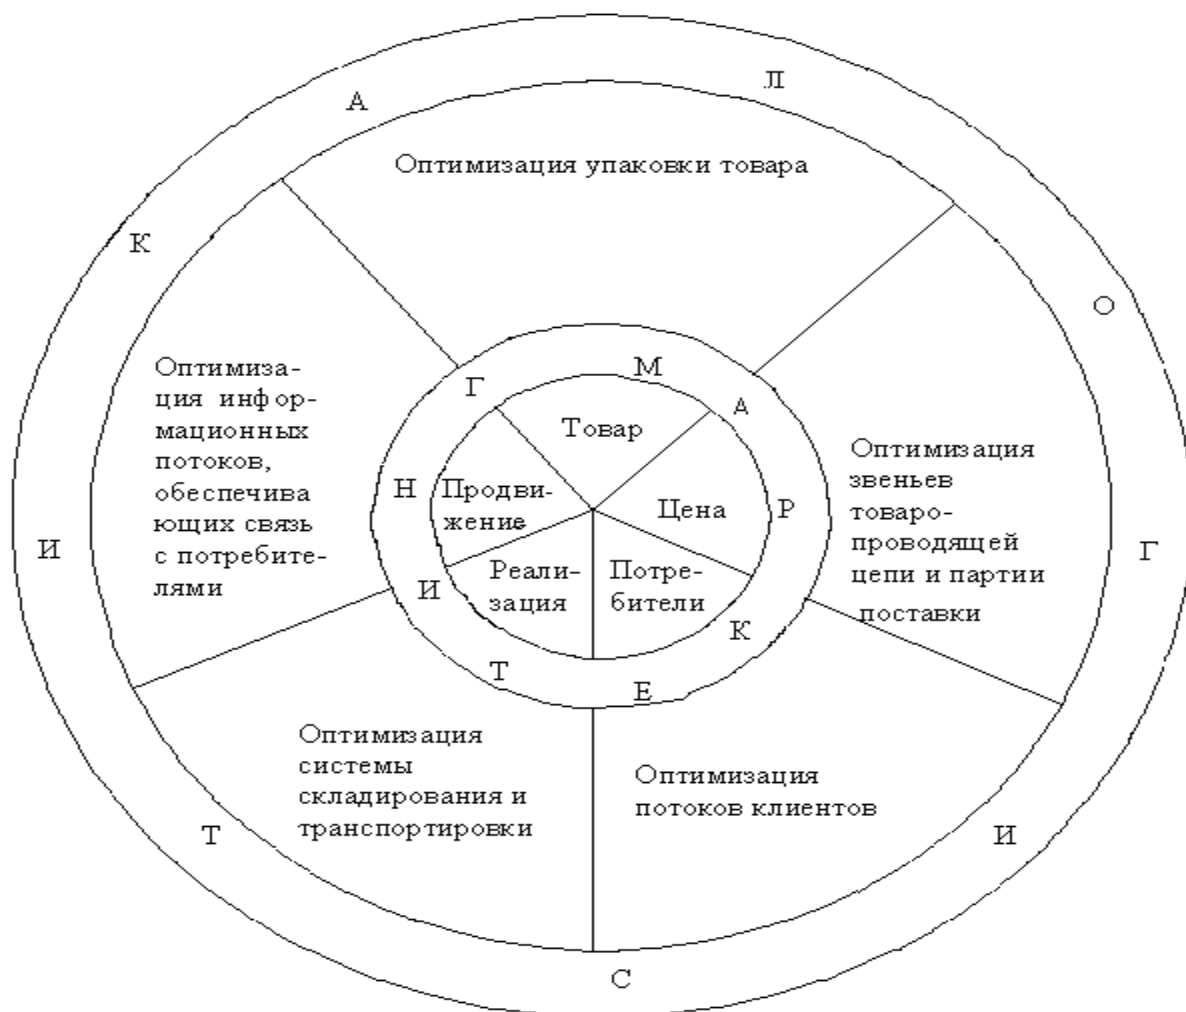 Л О Г И С Т И К А
Оптимизация упаковки товара
Оптимизация
звеньев
товаро-
проводящей
цепи и партии
поставки
Оптимизация
потоков клиентов
Оптимизация
системы
складирования и
транспортировки
Оптимиза-
ция инфор-
мационных
потоков,
обеспечива
ющих связь
с потребите-
лями
М А Р К Е Т И Н Г
Товар
Цена
Потре-
бители
Реали-
зация
Продви-
жение